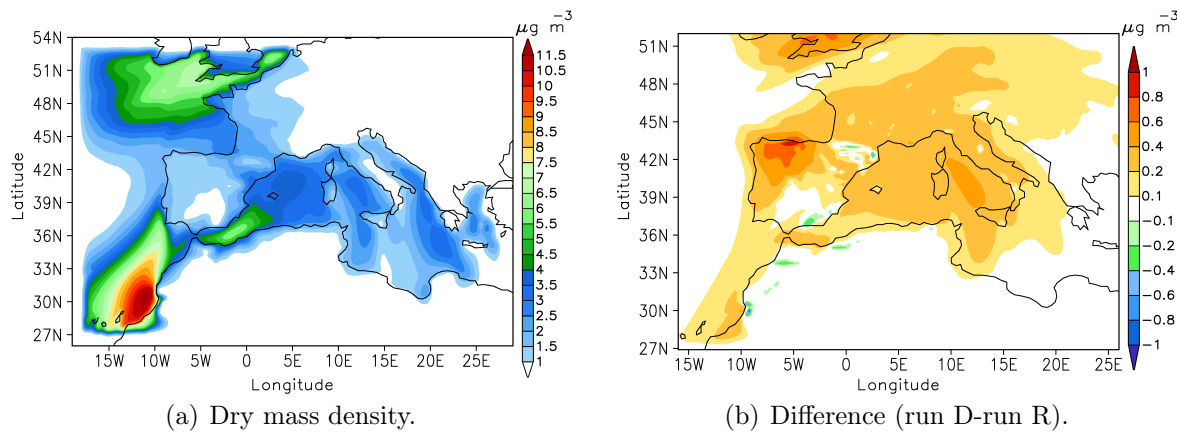 μg m⁻³
54N
51N
48N
45N
42N
39N
36N
33N
30N
27N
Latitude
15W 10W 5W 0 5E 10E 15E 20E 25E
Longitude
11.5
10.5
9.5
9
8.5
7.5
7
6.5
6
5.5
5
4.5
4
3.5
3
2.5
2
1.5
1
(a) Dry mass density.
μg m⁻³
51N
48N
45N
42N
39N
36N
33N
30N
27N
Latitude
15W 10W 5W 0 5E 10E 15E 20E 25E
Longitude
1
0.8
0.6
0.4
0.2
0.1
−0.1
−0.2
−0.4
−0.6
−0.8
−1
(b) Difference (run D-run R).